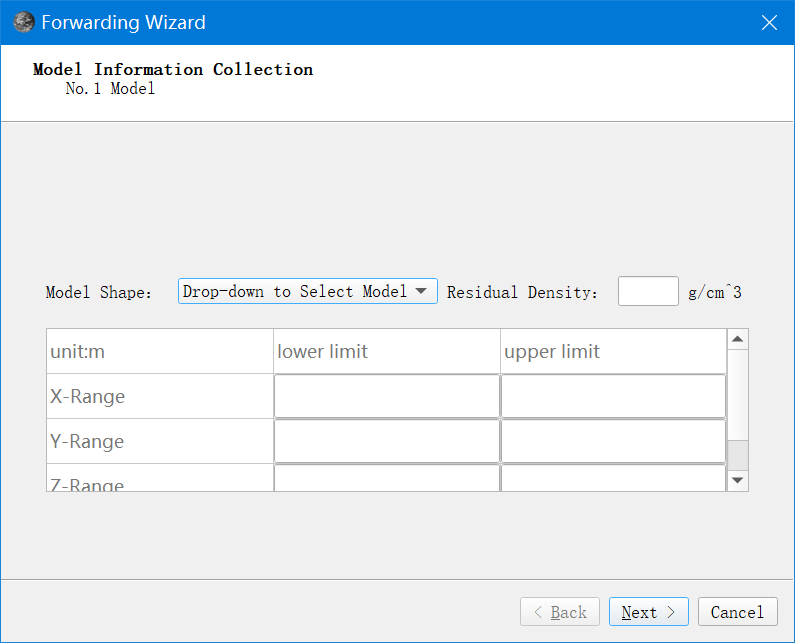 Forwarding Wizard
Model Information Collection
No.1 Model
Model Shape: Drop-down to Select Model Residual Density: g/cm^3
unit:m lower limit upper limit
X-Range
Y-Range
Z-Range
< Back Next > Cancel